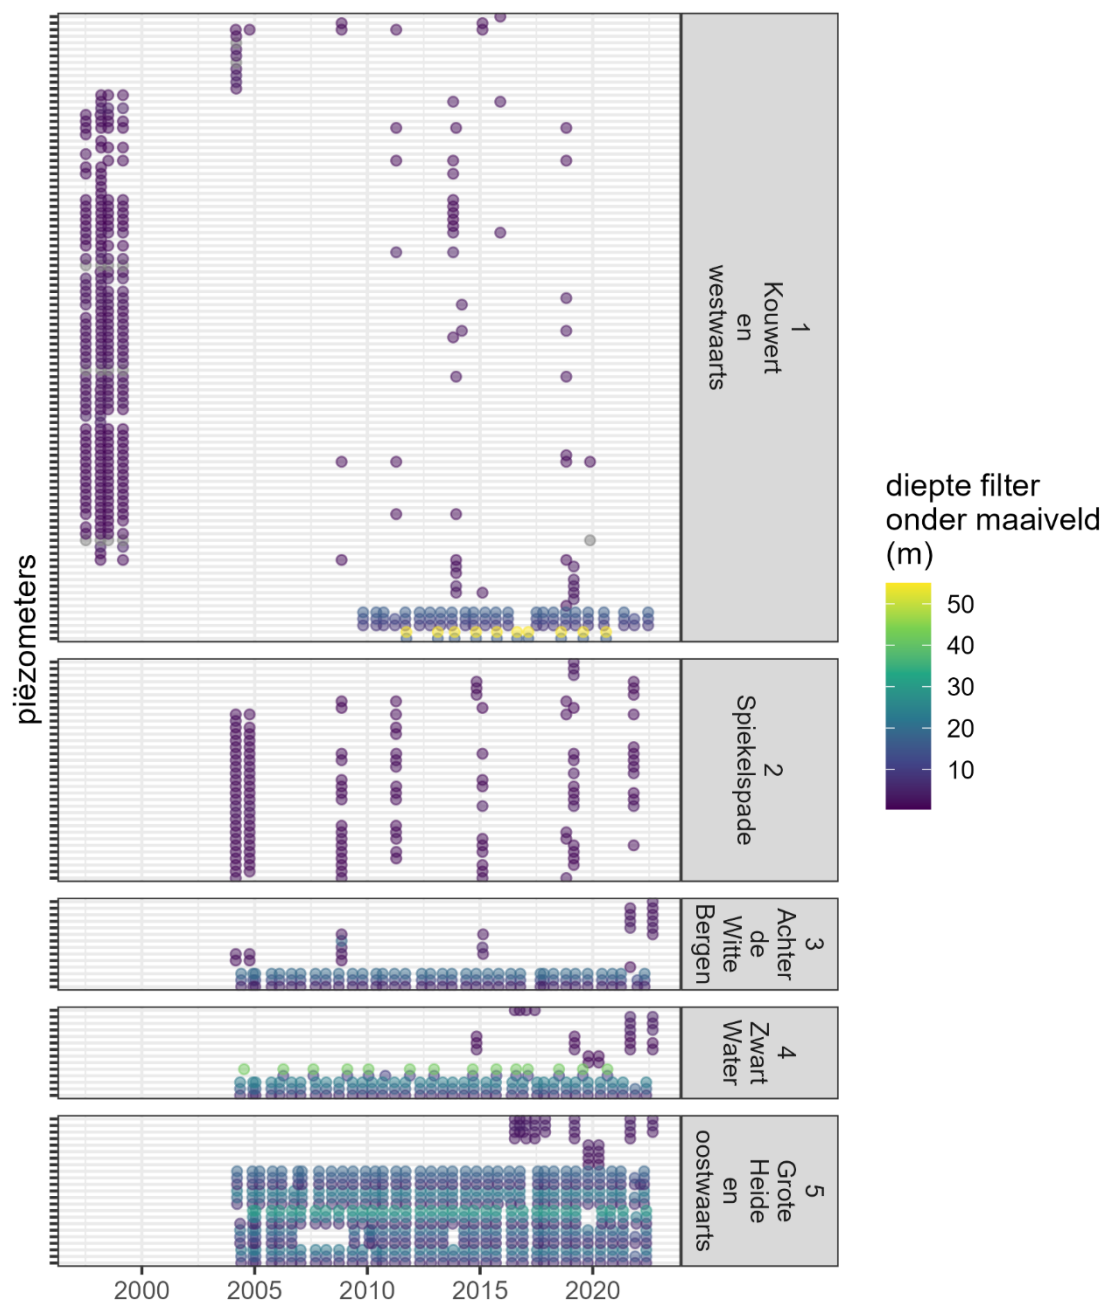 piëzometers
1
Kouwert
en
westwaarts
2
Spiekelspade
3
Achter
de
Witte
Bergen
4
Zwart
Water
5
Grote
Heide
en
oostwaarts
2000
2005
2010
2015
2020
diepte filter
onder maaiveld
(m)
50
40
30
20
10